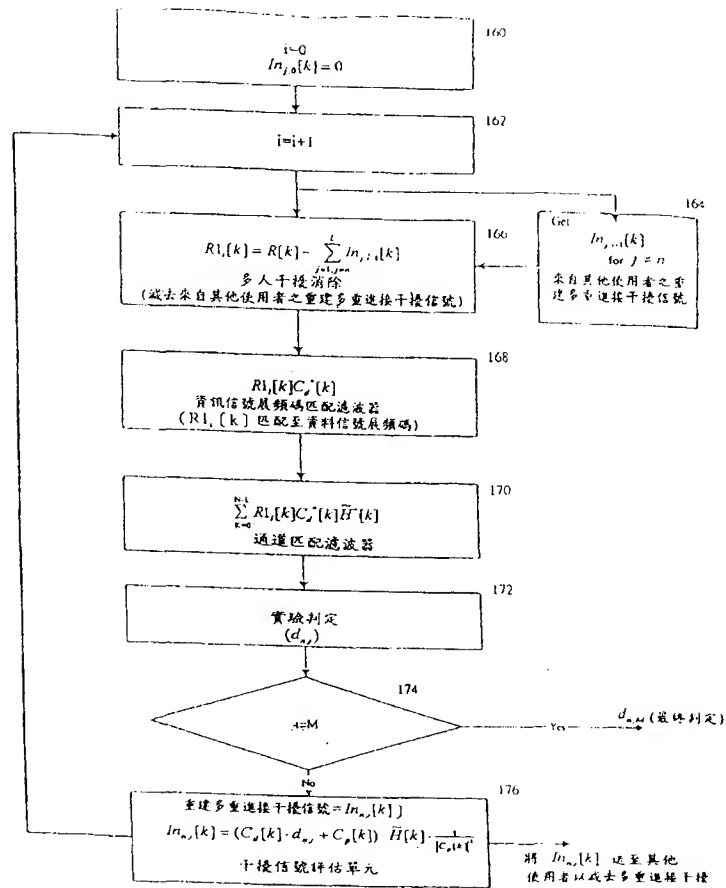 160
i=0
In_{j,0}[k] = 0
162
i=i+1
164
Get
In_{j,i-1}[k]
for j ≠ n
來自其他使用者之重
建多重進接干擾信號
166
R1_i[k] = R[k] - \sum_{j=1,j≠n}^{L} In_{j,i-1}[k]
多人干擾消除
(減去來自其他使用者之重建多重進接干擾信號)
168
R1_i[k]C_d^*[k]
資訊信號展頻碼匹配濾波器
(R1_i[k] 匹配至資料信號展頻碼)
170
\sum_{K=0}^{N-1} R1_i[k]C_d^*[k]\tilde{H}^*[k]
通道匹配濾波器
172
實驗判定
(d_{n,i})
174
i=M
Yes
d_{n,M} (最終判定)
No
176
重建多重進接干擾信號=In_{n,i}[k]
In_{n,i}[k] = (C_d[k]·d_{n,i} + C_p[k])·\tilde{H}[k]·\frac{1}{|C_p[k]|^2}
干擾信號評估單元
將 In_{n,i}[k] 送至其他
使用者以減去多重進接干擾